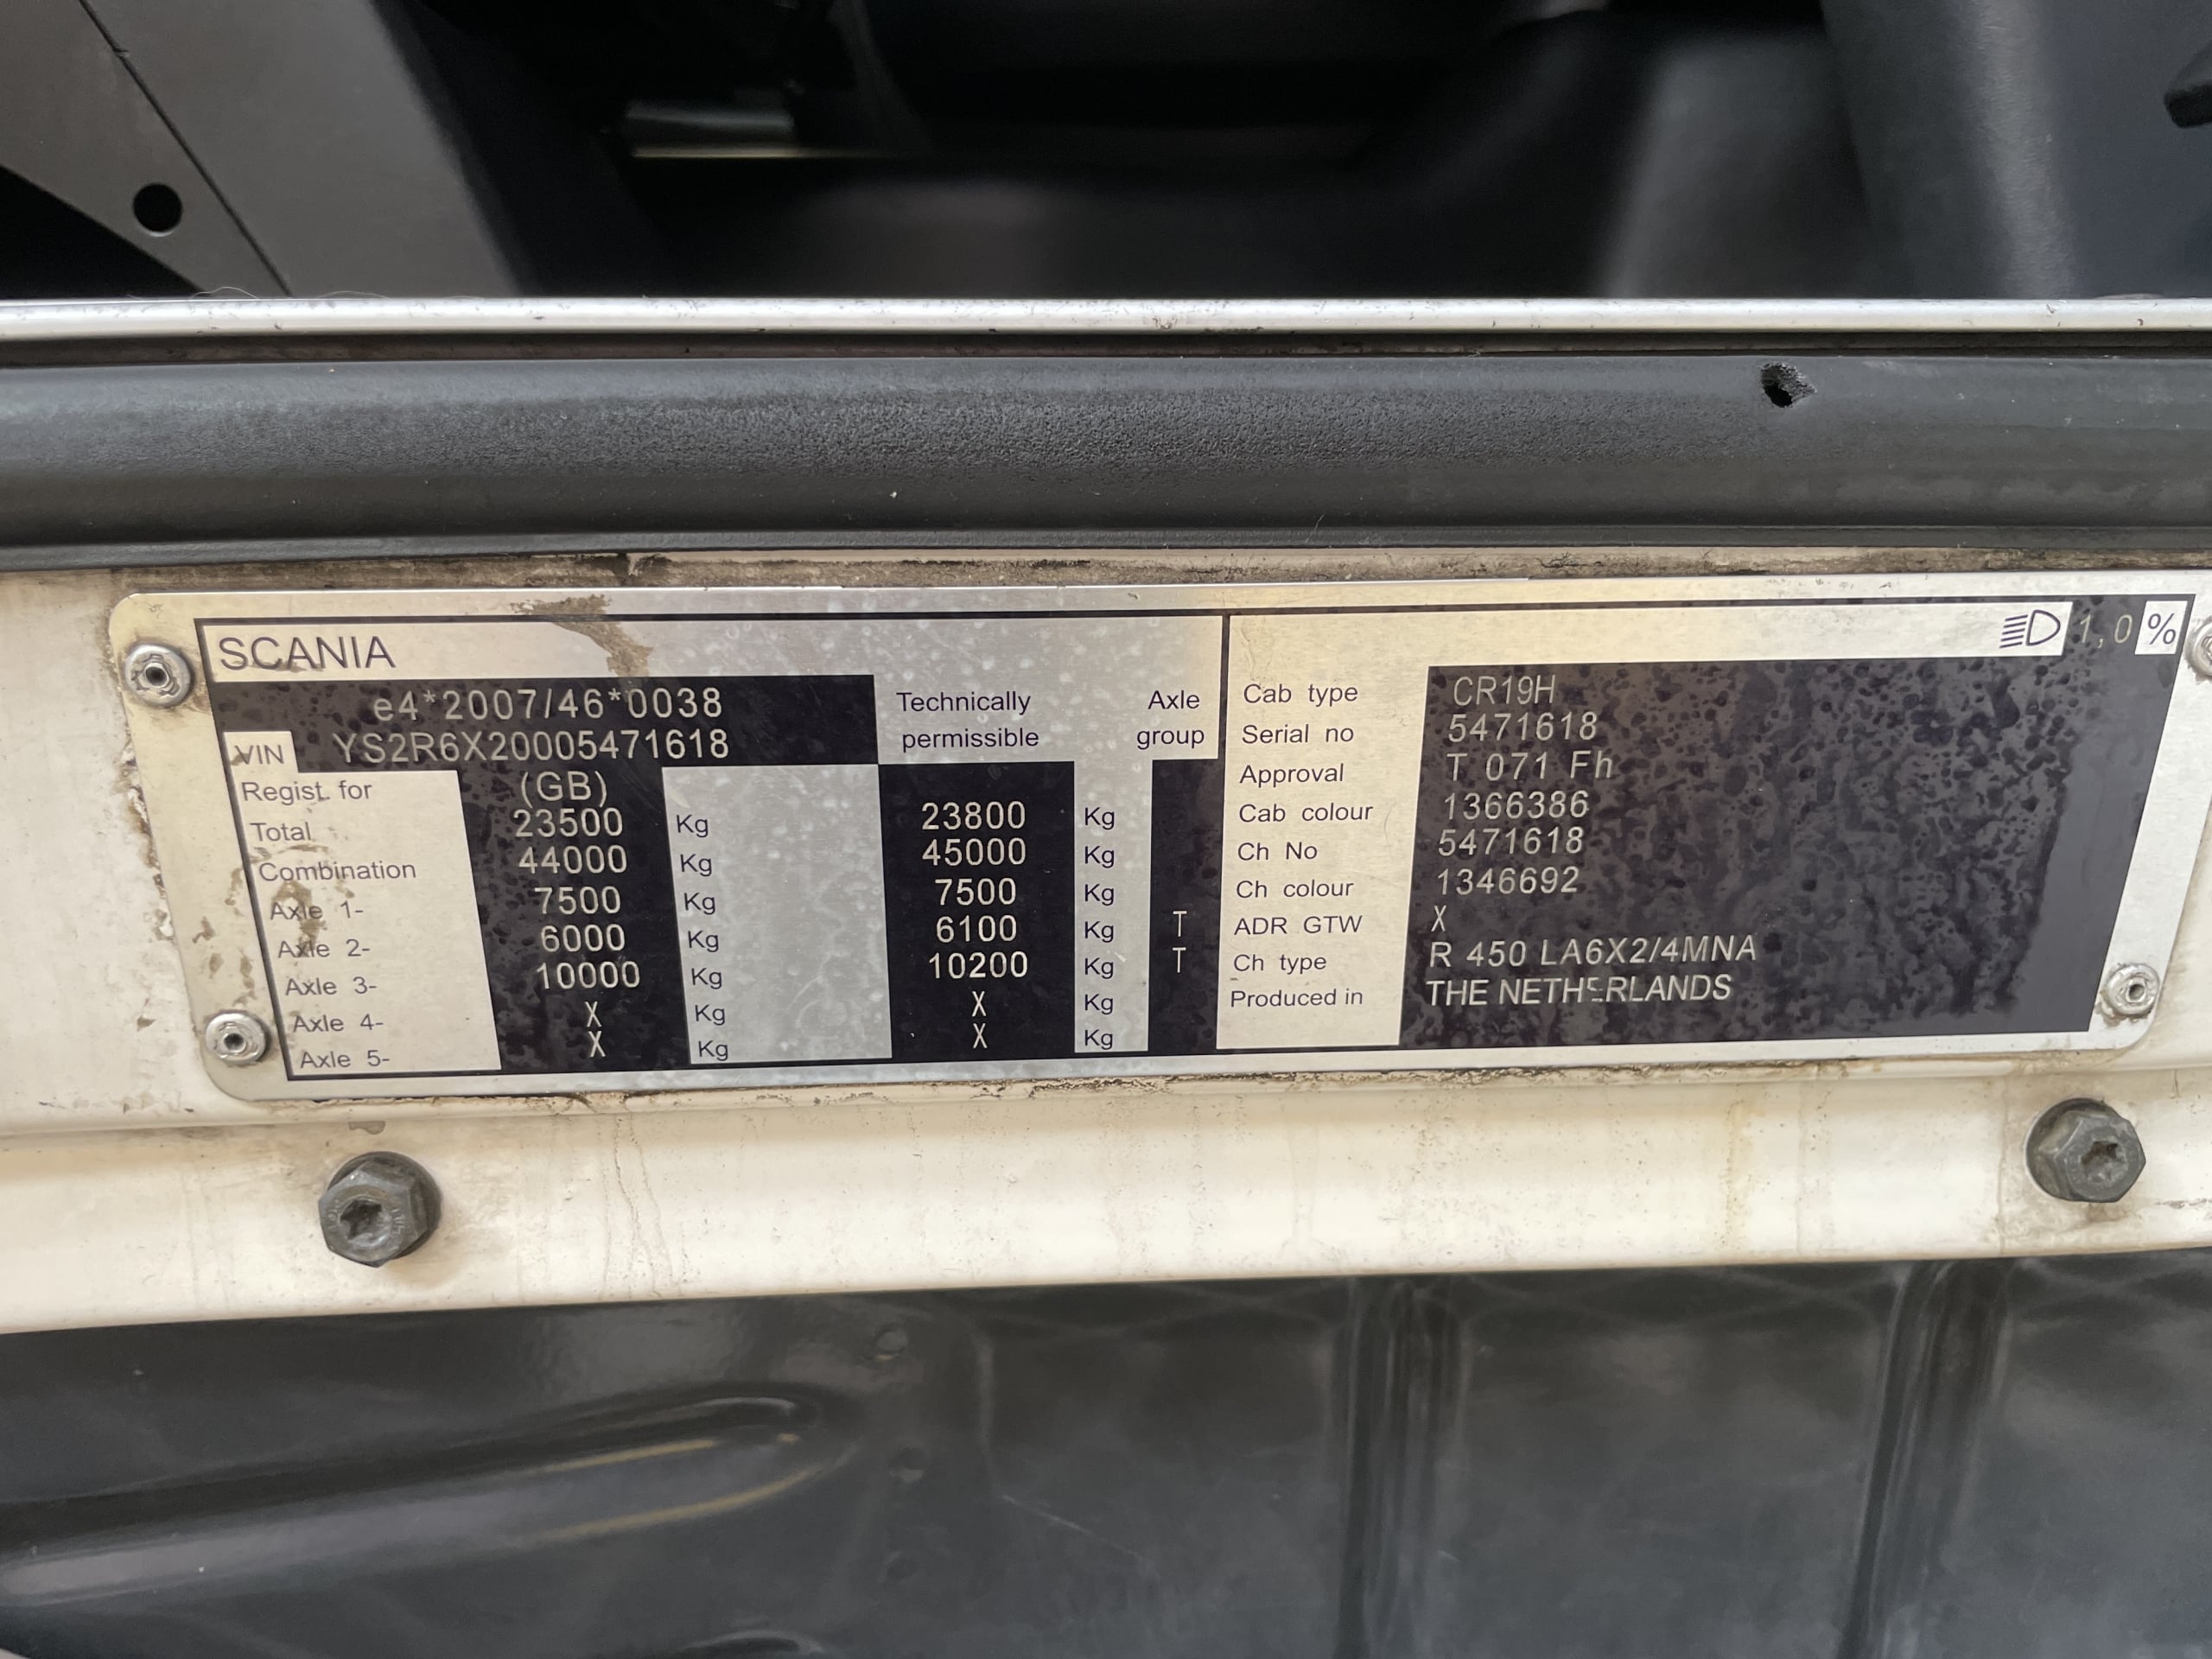 SCANIA
e4*2007/46*0038
VIN YS2R6X20005471618
Technically permissible
Axle group
Regist. for (GB)
Total 23500 Kg 23800 Kg
Combination 44000 Kg 45000 Kg
Axle 1- 7500 Kg 7500 Kg
Axle 2- 6000 Kg 6100 Kg T
Axle 3- 10000 Kg 10200 Kg T
Axle 4- X Kg X Kg
Axle 5- X Kg X Kg
1,0 %
Cab type CR19H
Serial no 5471618
Approval T 071 Fh
Cab colour 1366386
Ch No 5471618
Ch colour 1346692
ADR GTW X
Ch type R 450 LA6X2/4MNA
Produced in THE NETHERLANDS